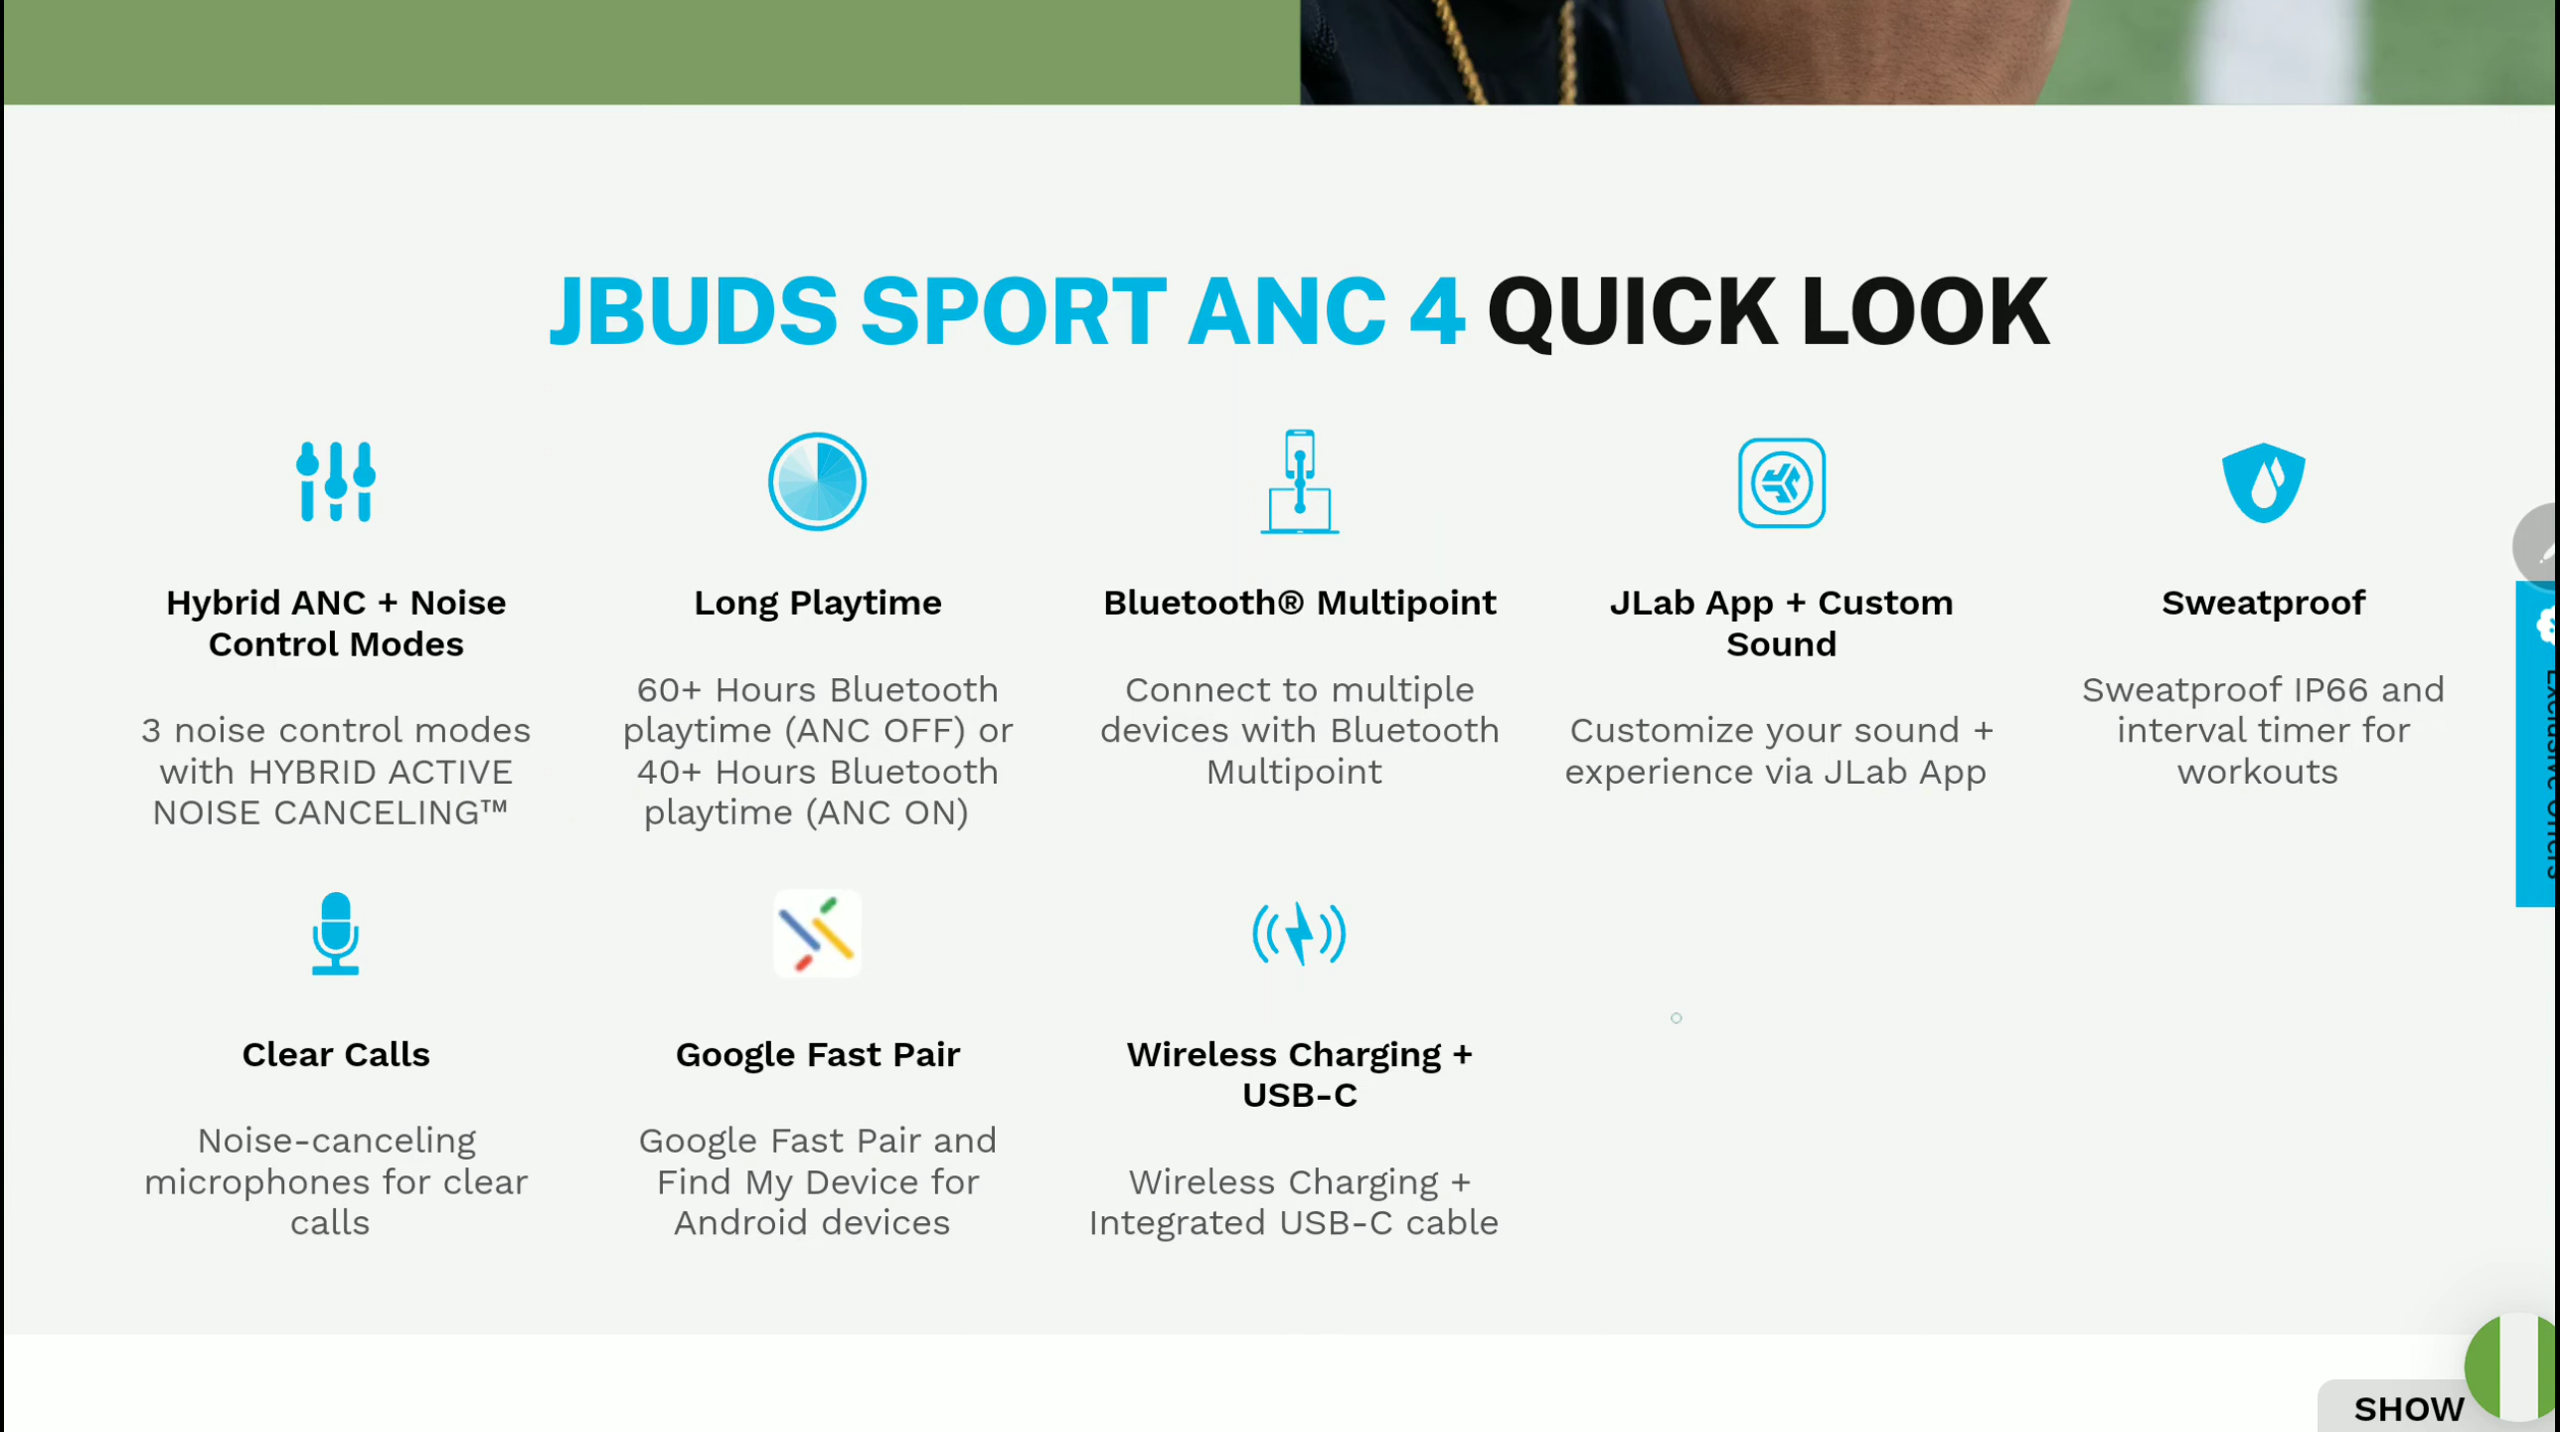 JBUDS SPORT ANC 4 QUICK LOOK
Hybrid ANC + Noise
Control Modes
3 noise control modes
with HYBRID ACTIVE
NOISE CANCELING™
Long Playtime
60+ Hours Bluetooth
playtime (ANC OFF) or
40+ Hours Bluetooth
playtime (ANC ON)
Bluetooth® Multipoint
Connect to multiple
devices with Bluetooth
Multipoint
JLab App + Custom
Sound
Customize your sound +
experience via JLab App
Sweatproof
Sweatproof IP66 and
interval timer for
workouts
Exclusive Offers
Clear Calls
Noise-canceling
microphones for clear
calls
Google Fast Pair
Google Fast Pair and
Find My Device for
Android devices
Wireless Charging +
USB-C
Wireless Charging +
Integrated USB-C cable
SHOW